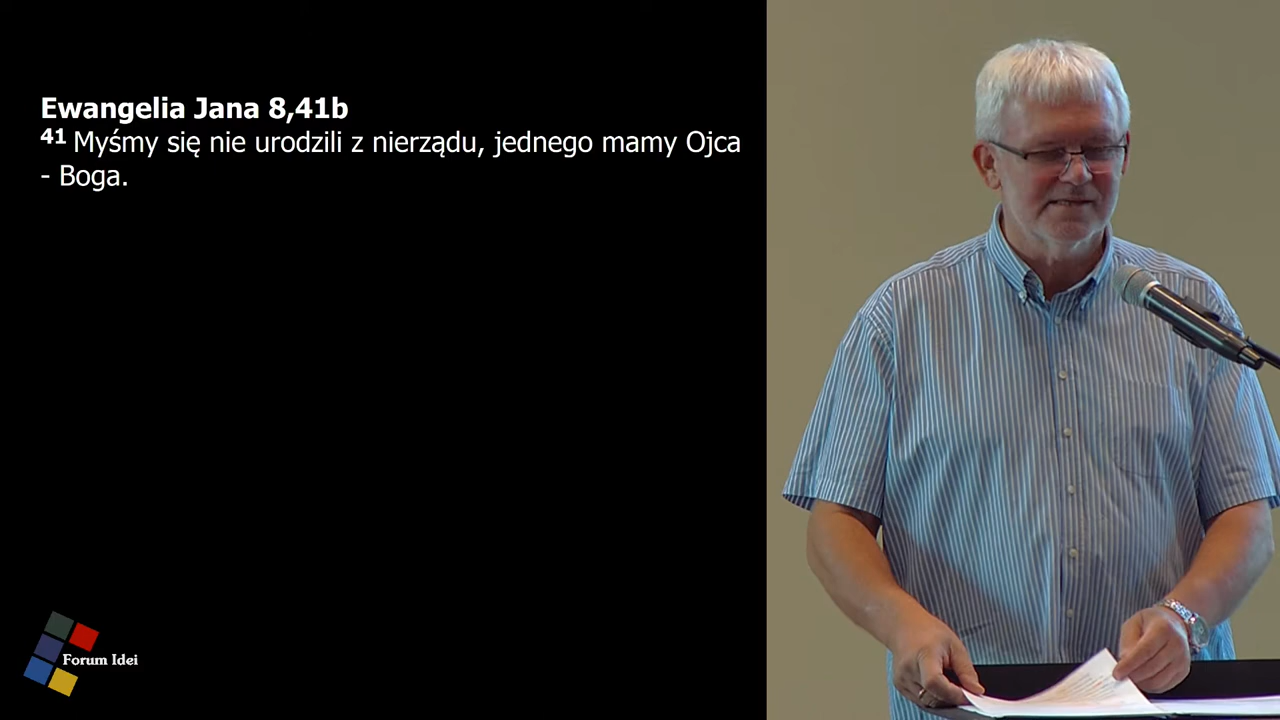 Ewangelia Jana 8,41b
41 Myśmy się nie urodzili z nierządu, jednego mamy Ojca
- Boga.
Forum Idei